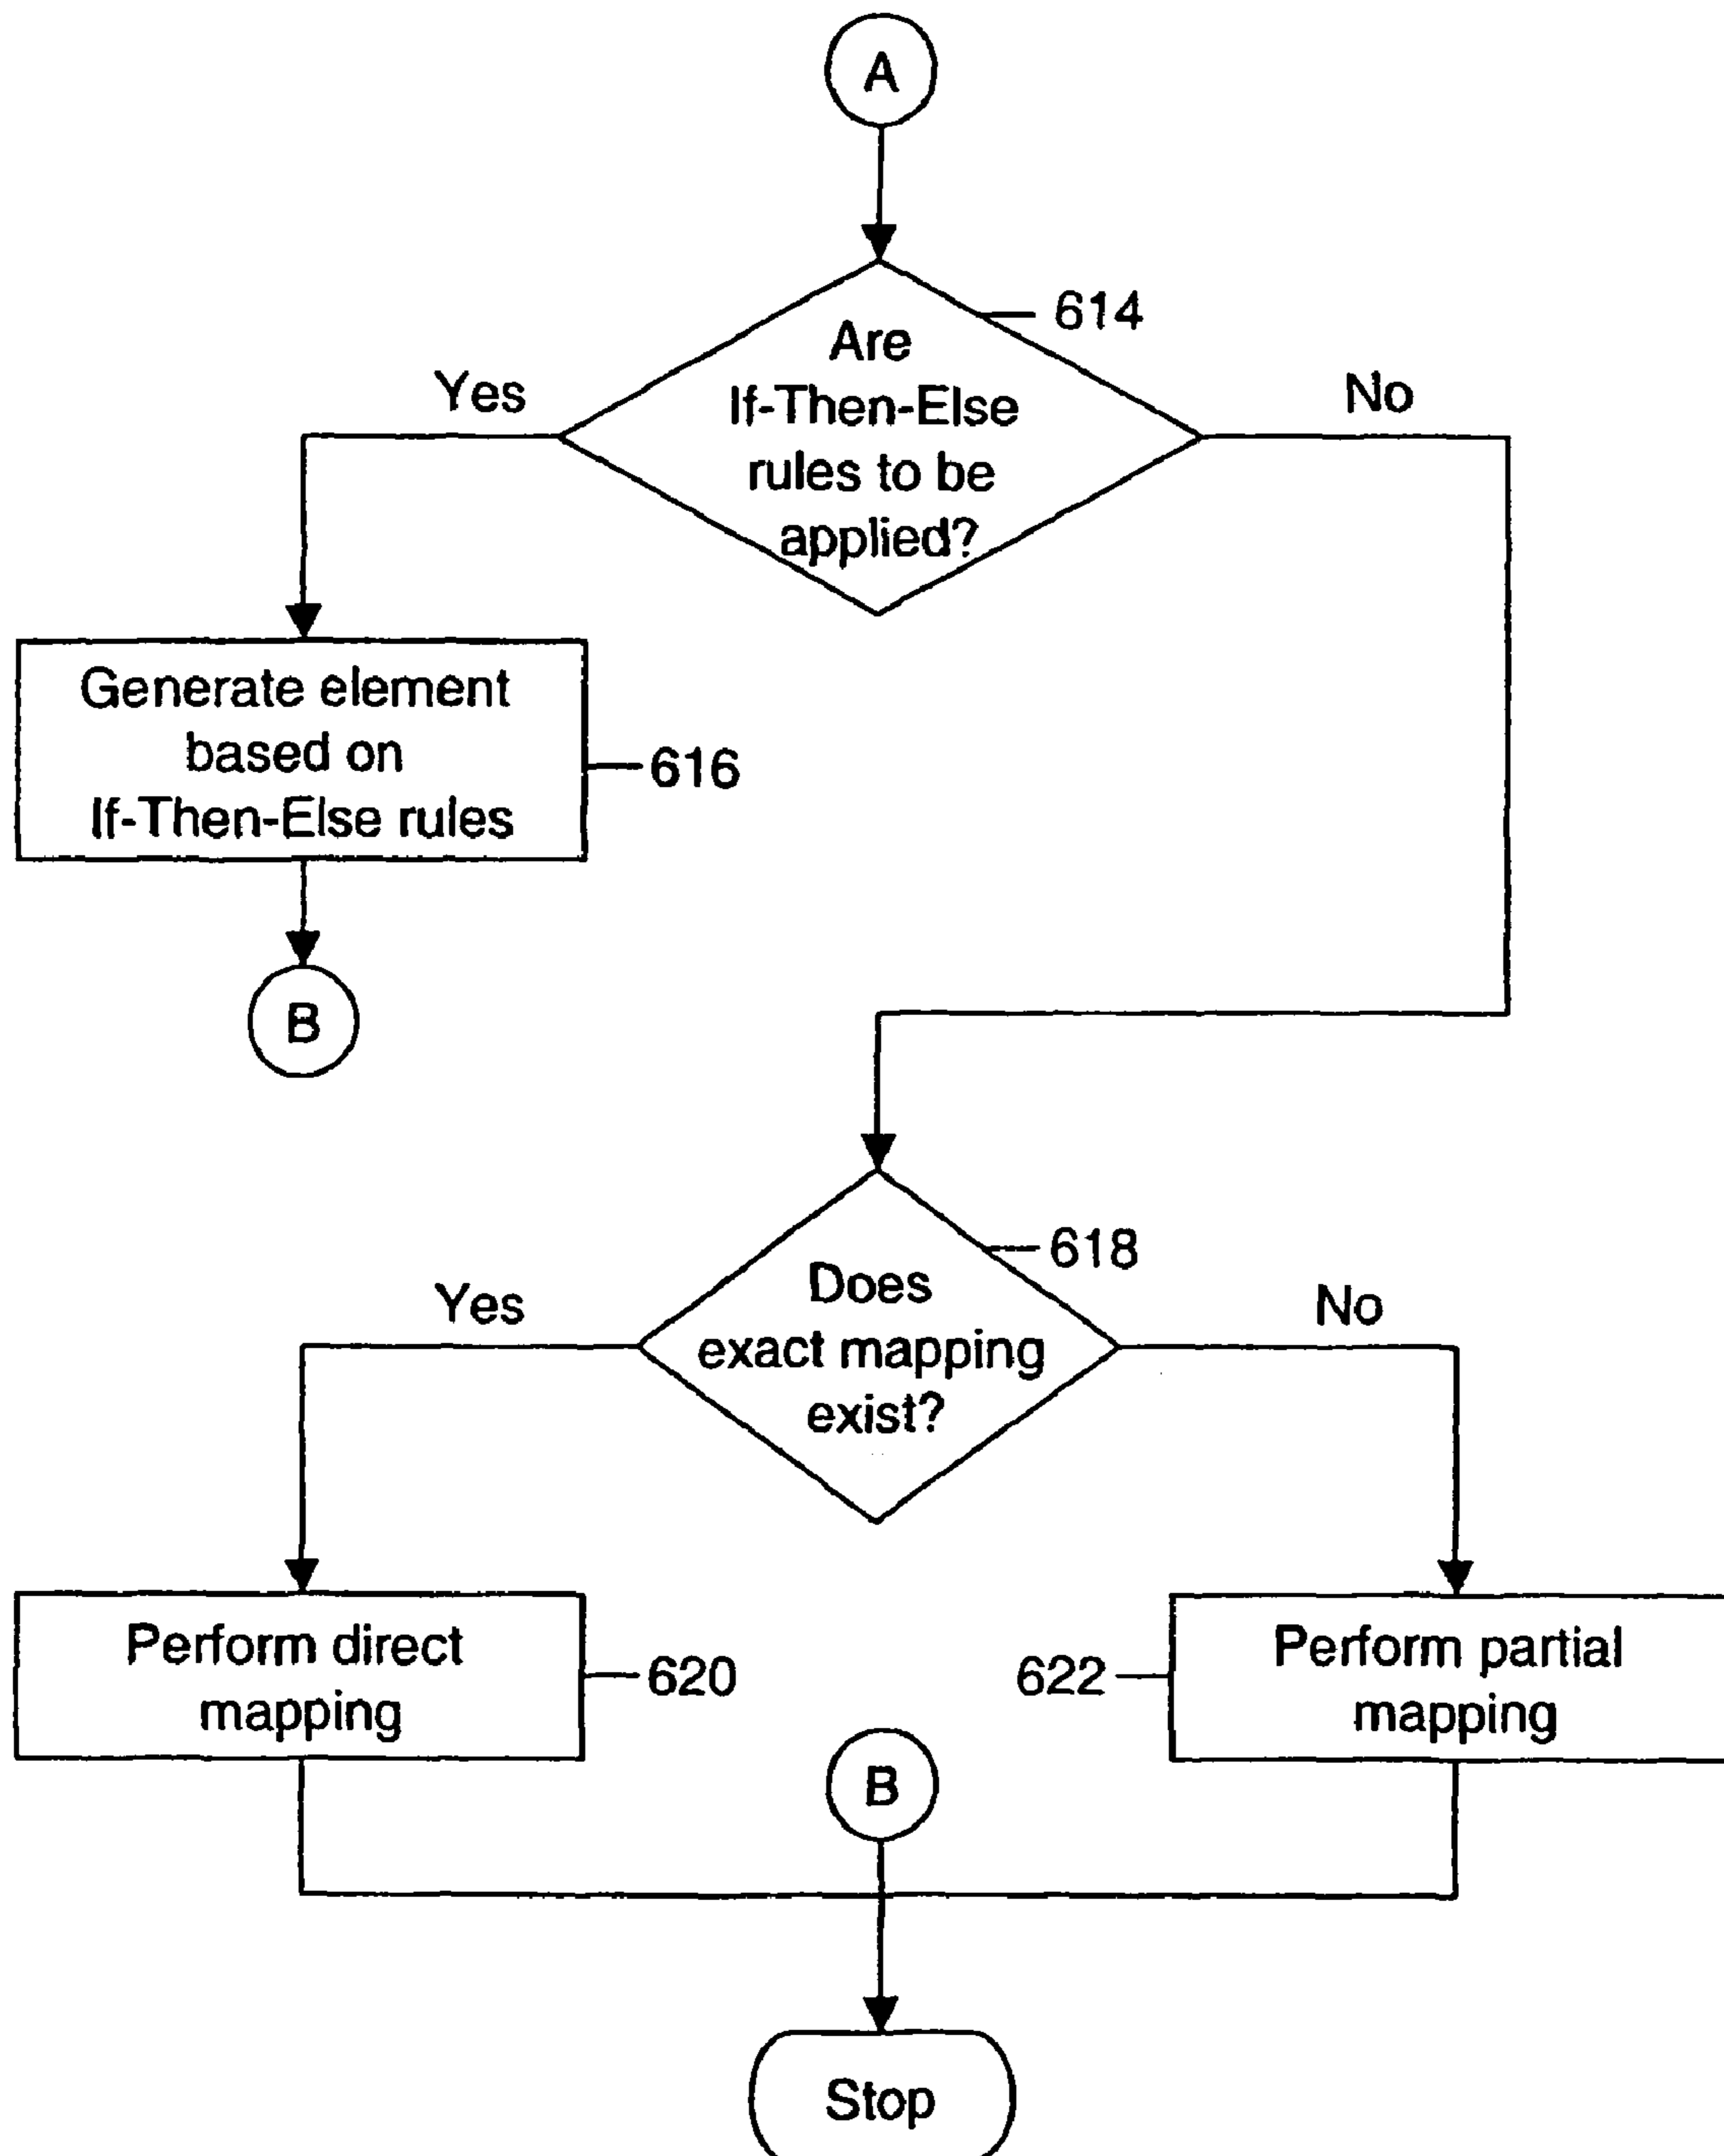 A
614
Are
If-Then-Else
rules to be
applied?
Yes
No
Generate element
based on
If-Then-Else rules
616
B
618
Does
exact mapping
exist?
Yes
No
Perform direct
mapping
620
622
Perform partial
mapping
B
Stop